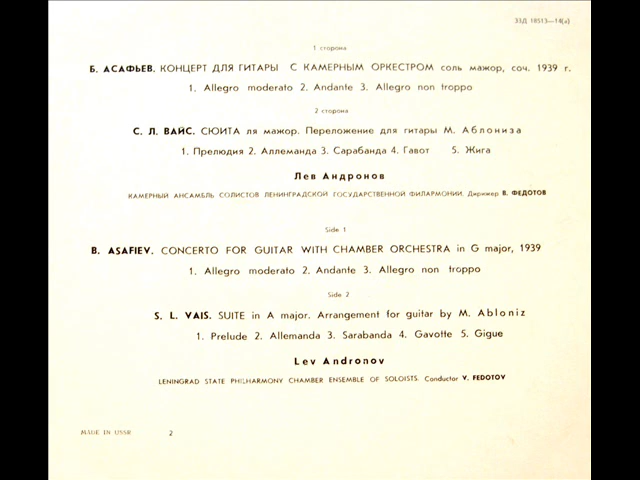 33Д 18513—14(а)
1 сторона
Б. АСАФЬЕВ. КОНЦЕРТ ДЛЯ ГИТАРЫ С КАМЕРНЫМ ОРКЕСТРОМ соль мажор, соч. 1939 г.
1. Allegro moderato 2. Andante 3. Allegro non troppo
2 сторона
С. Л. ВАЙС. СЮИТА ля мажор. Переложение для гитары М. Аблониза
1. Прелюдия 2. Аллеманда 3. Сарабанда 4. Гавот 5. Жига
Лев Андронов
КАМЕРНЫЙ АНСАМБЛЬ СОЛИСТОВ ЛЕНИНГРАДСКОЙ ГОСУДАРСТВЕННОЙ ФИЛАРМОНИИ. Дирижер В. ФЕДОТОВ
Side 1
B. ASAFIEV. CONCERTO FOR GUITAR WITH CHAMBER ORCHESTRA in G major, 1939
1. Allegro moderato 2. Andante 3. Allegro non troppo
Side 2
S. L. VAIS. SUITE in A major. Arrangement for guitar by M. Abloniz
1. Prelude 2. Allemanda 3. Sarabanda 4. Gavotte 5. Gigue
Lev Andronov
LENINGRAD STATE PHILHARMONY CHAMBER ENSEMBLE OF SOLOISTS. Conductor V. FEDOTOV
MADE IN USSR 2